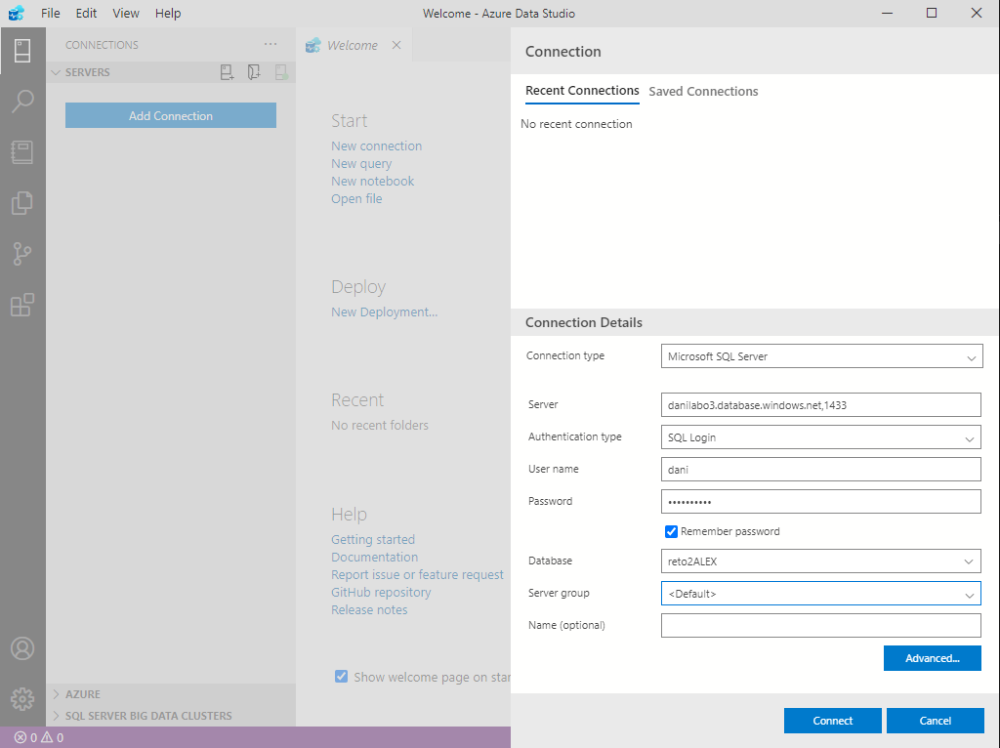 File Edit View Help Welcome - Azure Data Studio
CONNECTIONS
SERVERS
Add Connection
AZURE
SQL SERVER BIG DATA CLUSTERS
0 0
Welcome
Start
New connection
New query
New notebook
Open file
Deploy
New Deployment...
Recent
No recent folders
Help
Getting started
Documentation
Report issue or feature request
GitHub repository
Release notes
Show welcome page on star
Connection
Recent Connections Saved Connections
No recent connection
Connection Details
Connection type Microsoft SQL Server
Server danilabo3.database.windows.net,1433
Authentication type SQL Login
User name dani
Password ••••••••••
Remember password
Database reto2ALEX
Server group <Default>
Name (optional)
Advanced...
Connect Cancel